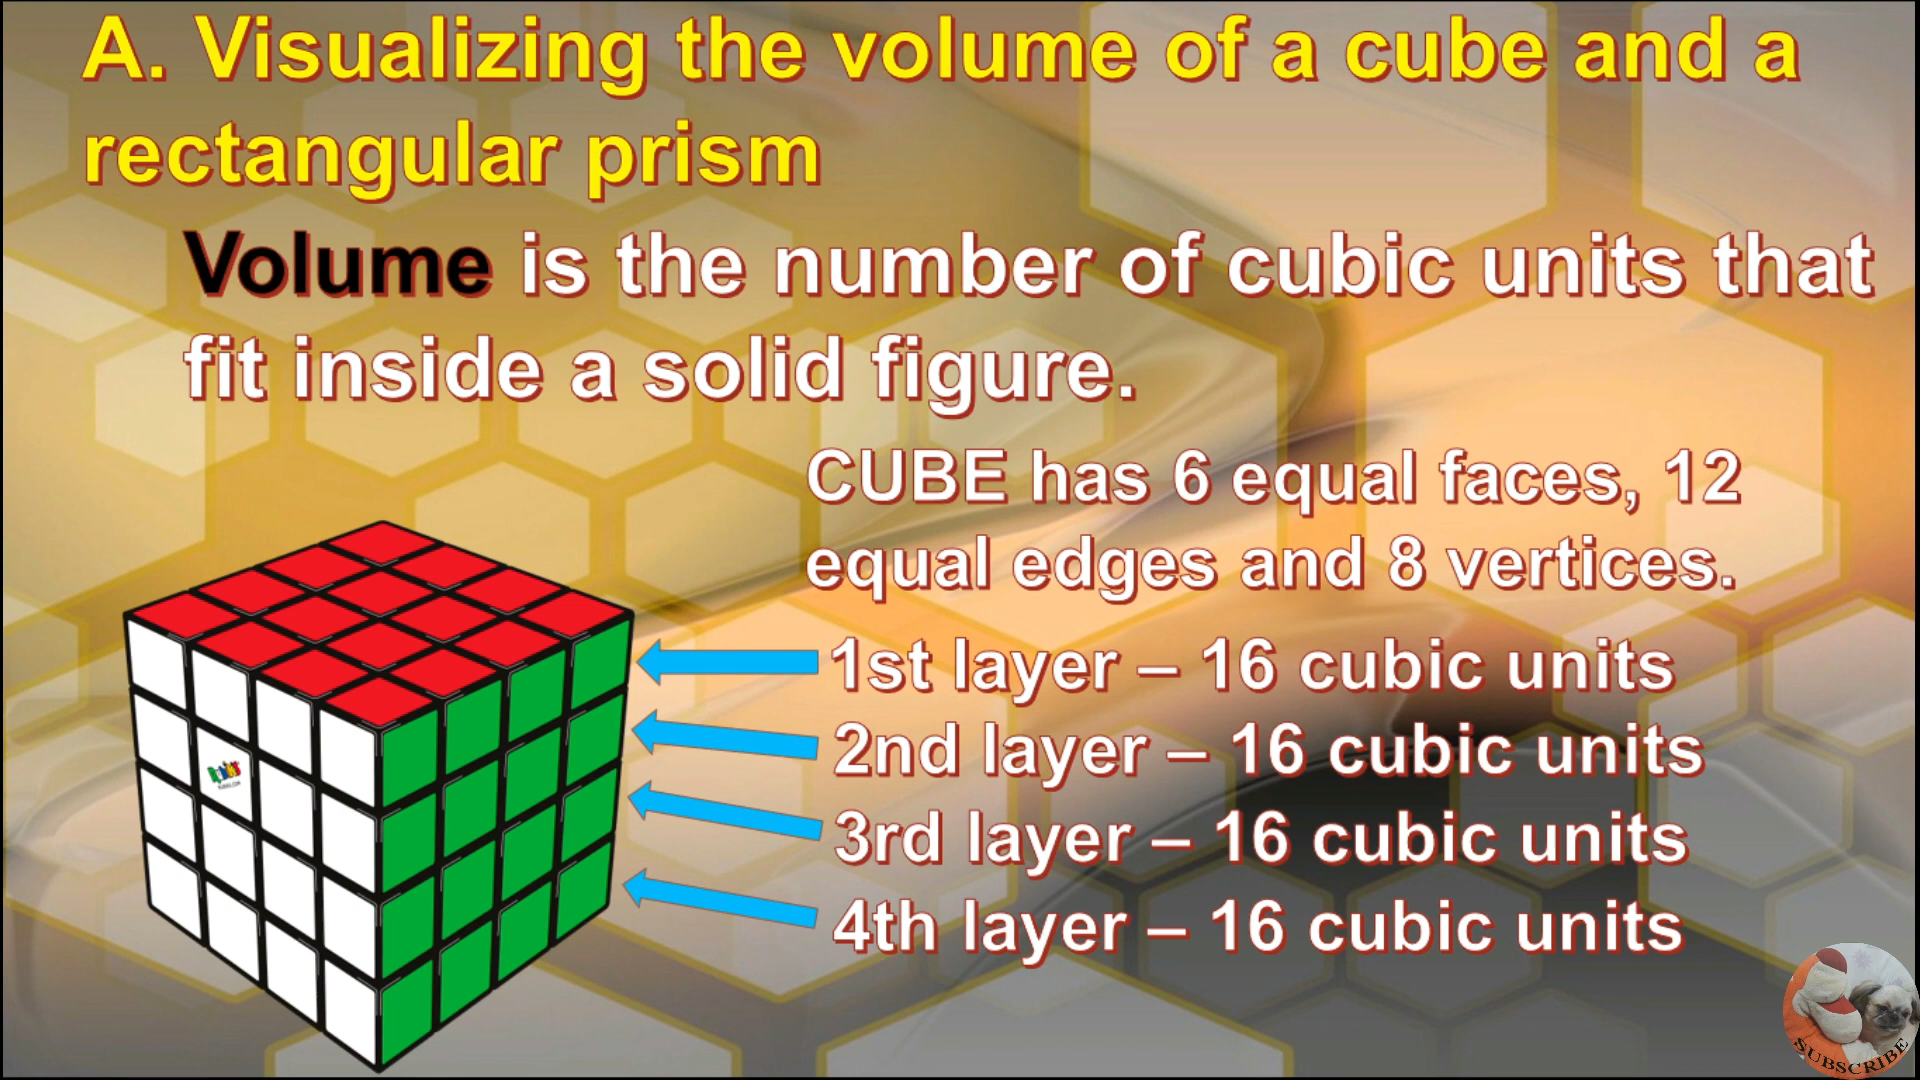 A. Visualizing the volume of a cube and a
rectangular prism
Volume is the number of cubic units that
fit inside a solid figure.
CUBE has 6 equal faces, 12
equal edges and 8 vertices.
1st layer – 16 cubic units
2nd layer – 16 cubic units
3rd layer – 16 cubic units
4th layer – 16 cubic units
SUBSCRIBE